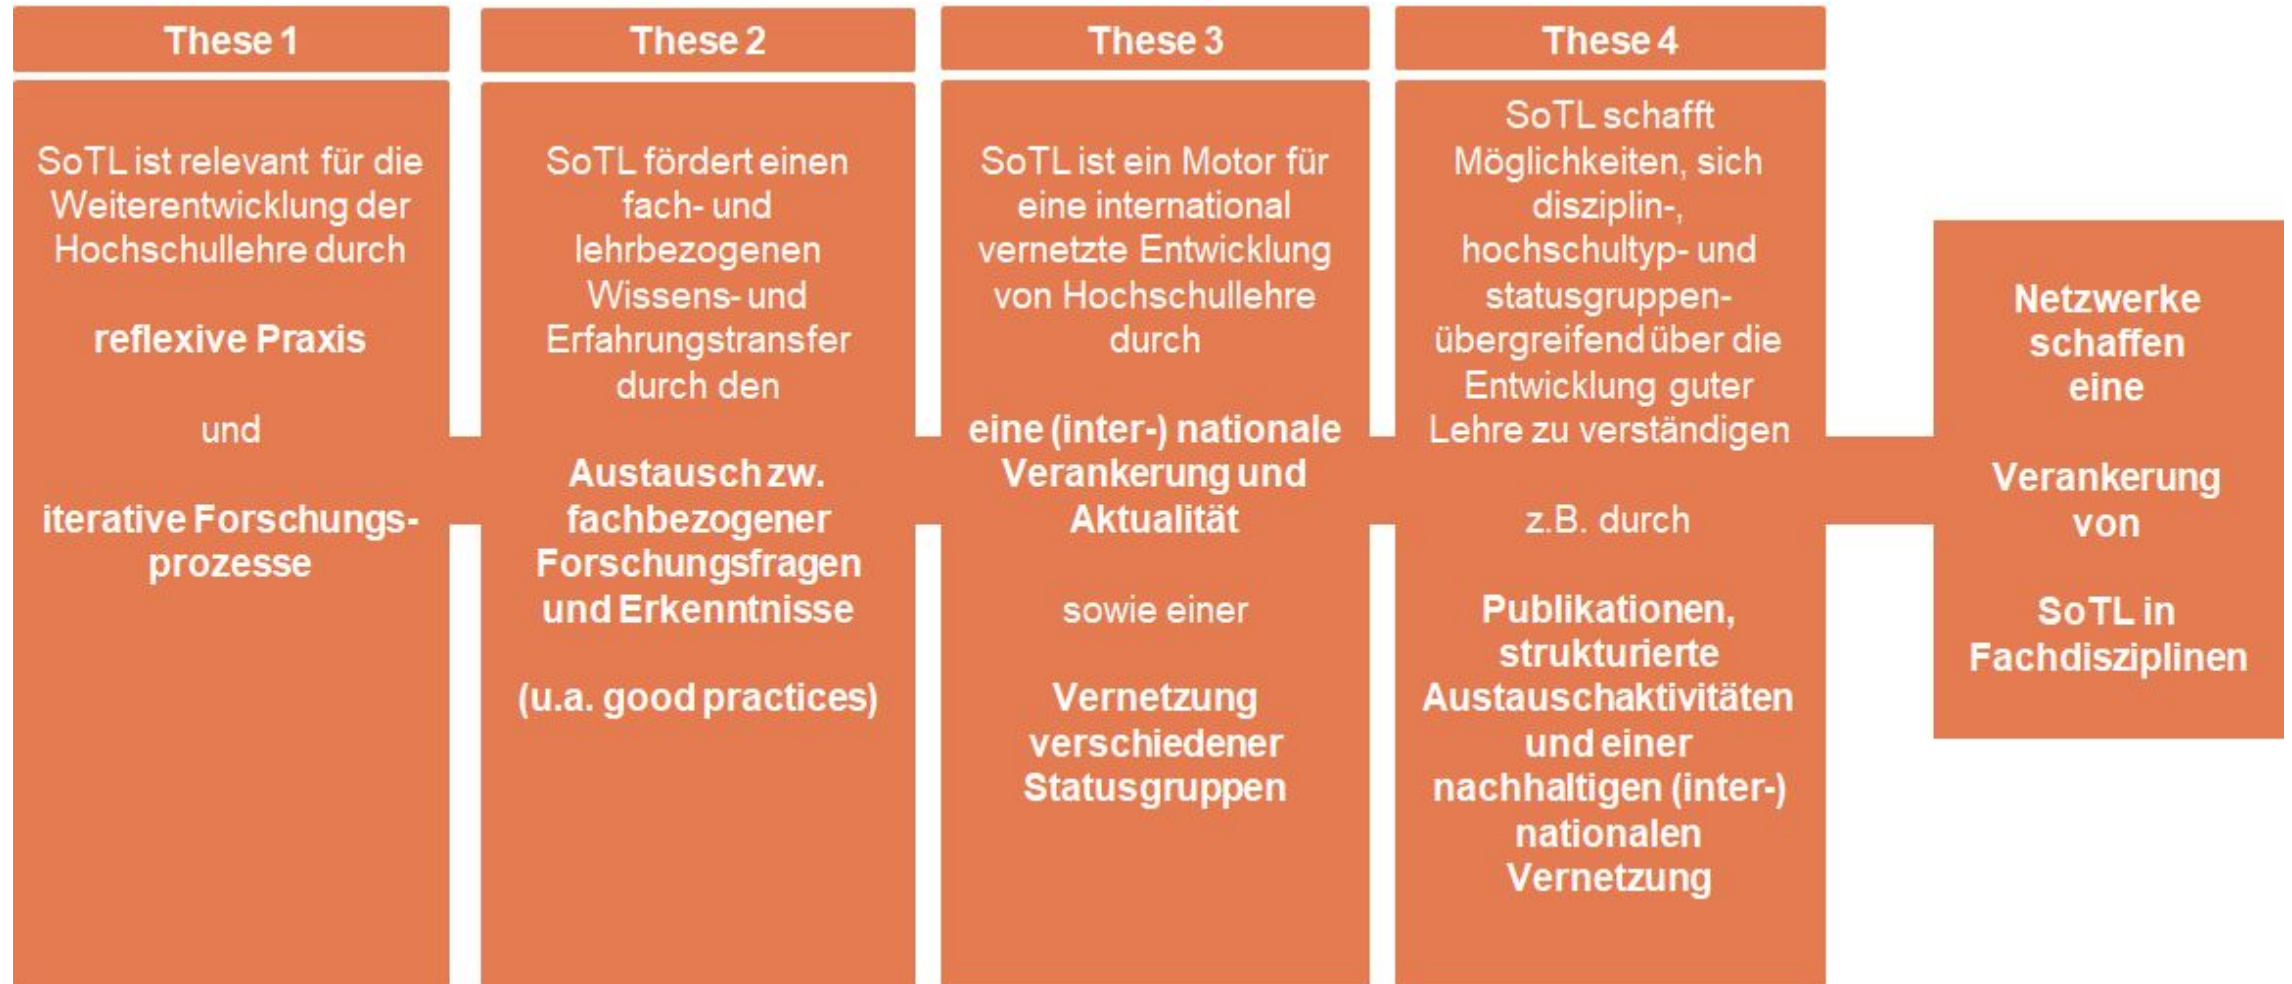 These 1
SoTL ist relevant für die
Weiterentwicklung der
Hochschullehre durch
reflexive Praxis
und
iterative Forschungs-
prozesse
These 2
SoTL fördert einen
fach- und
lehrbezogenen
Wissens- und
Erfahrungstransfer
durch den
Austausch zw.
fachbezogener
Forschungsfragen
und Erkenntnisse
(u.a. good practices)
These 3
SoTL ist ein Motor für
eine international
vernetzte Entwicklung
von Hochschullehre
durch
eine (inter-) nationale
Verankerung und
Aktualität
sowie einer
Vernetzung
verschiedener
Statusgruppen
These 4
SoTL schafft
Möglichkeiten, sich
disziplin-,
hochschultyp- und
statusgruppen-
übergreifend über die
Entwicklung guter
Lehre zu verständigen
z.B. durch
Publikationen,
strukturierte
Austauschaktivitäten
und einer
nachhaltigen (inter-)
nationalen
Vernetzung
Netzwerke
schaffen
eine
Verankerung
von
SoTL in
Fachdisziplinen